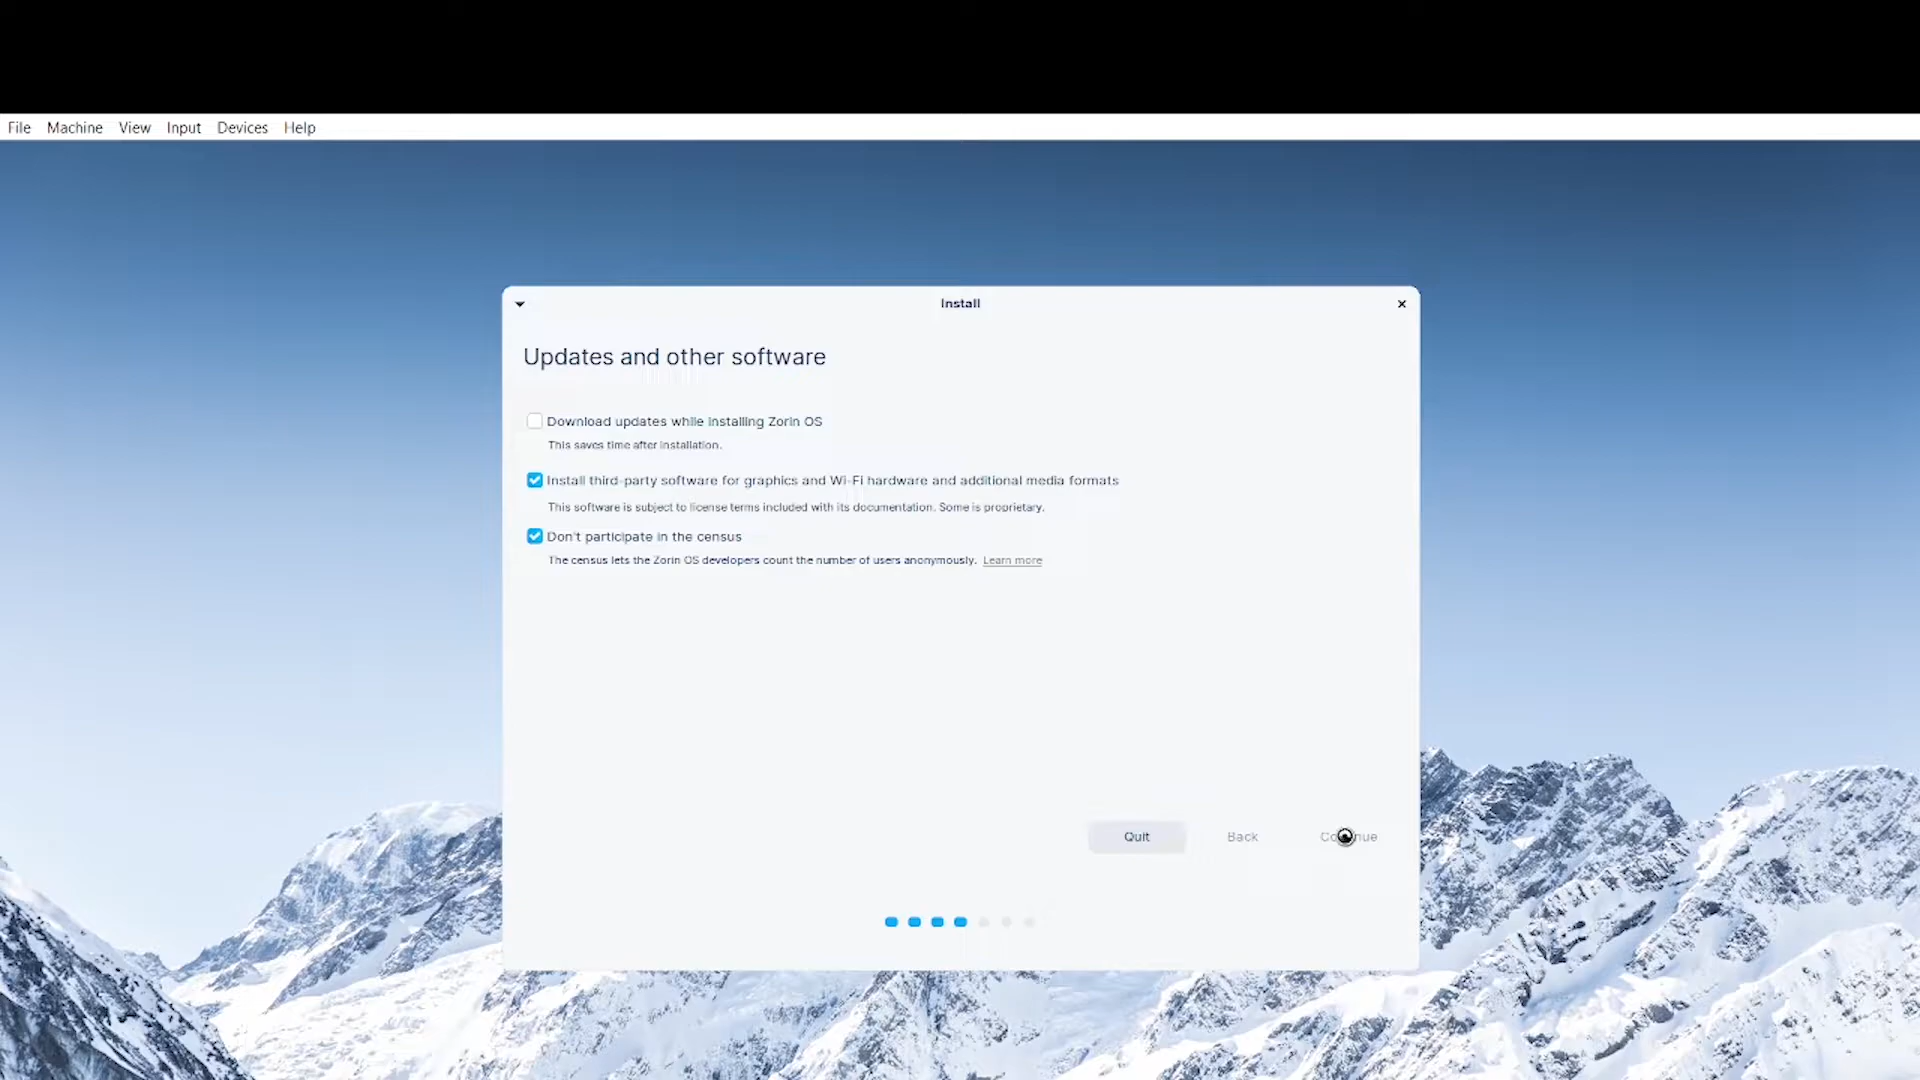 File Machine View Input Devices Help
Install
Updates and other software
Download updates while installing Zorin OS
This saves time after installation.
Install third-party software for graphics and Wi-Fi hardware and additional media formats
This software is subject to license terms included with its documentation. Some is proprietary.
Don't participate in the census
The census lets the Zorin OS developers count the number of users anonymously. Learn more
Quit Back